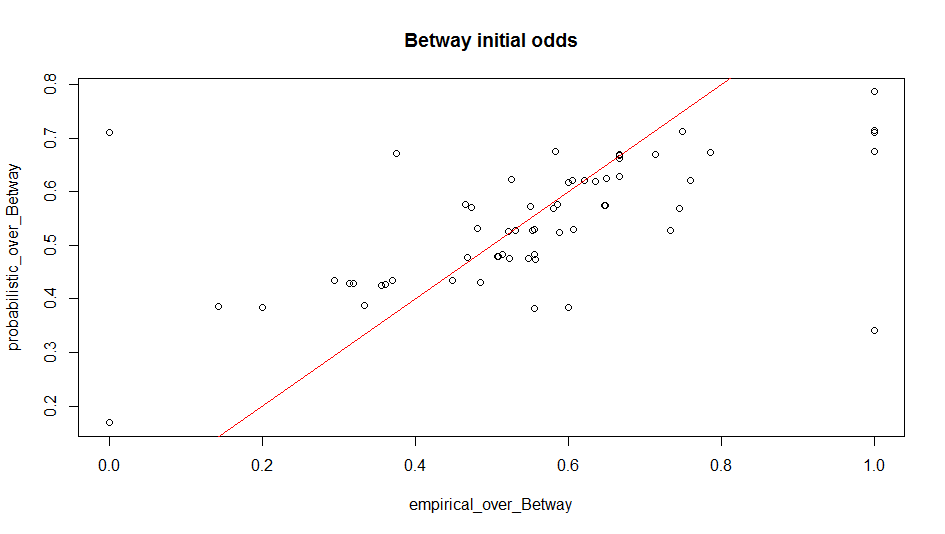 Betway initial odds
probabilistic_over_Betway
0.8
0.7
0.6
0.5
0.4
0.3
0.2
0.0 0.2 0.4 0.6 0.8 1.0
empirical_over_Betway